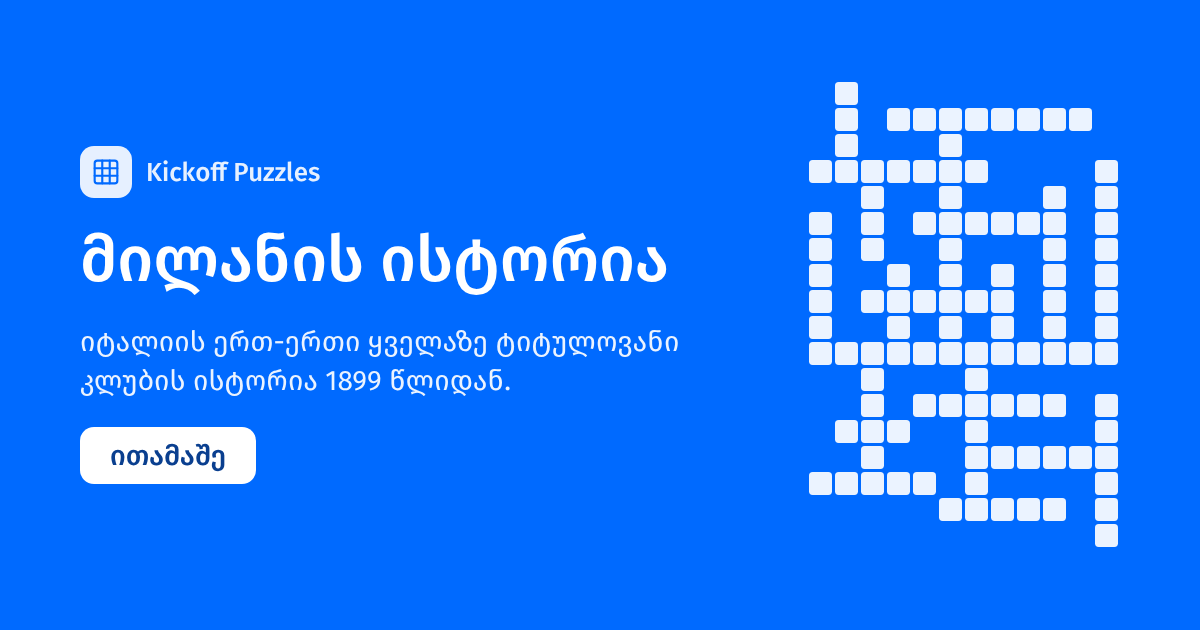 Kickoff Puzzles
მილანის ისტორია
იტალიის ერთ-ერთი ყველაზე ტიტულოვანი
კლუბის ისტორია 1899 წლიდან.
ითამაშე